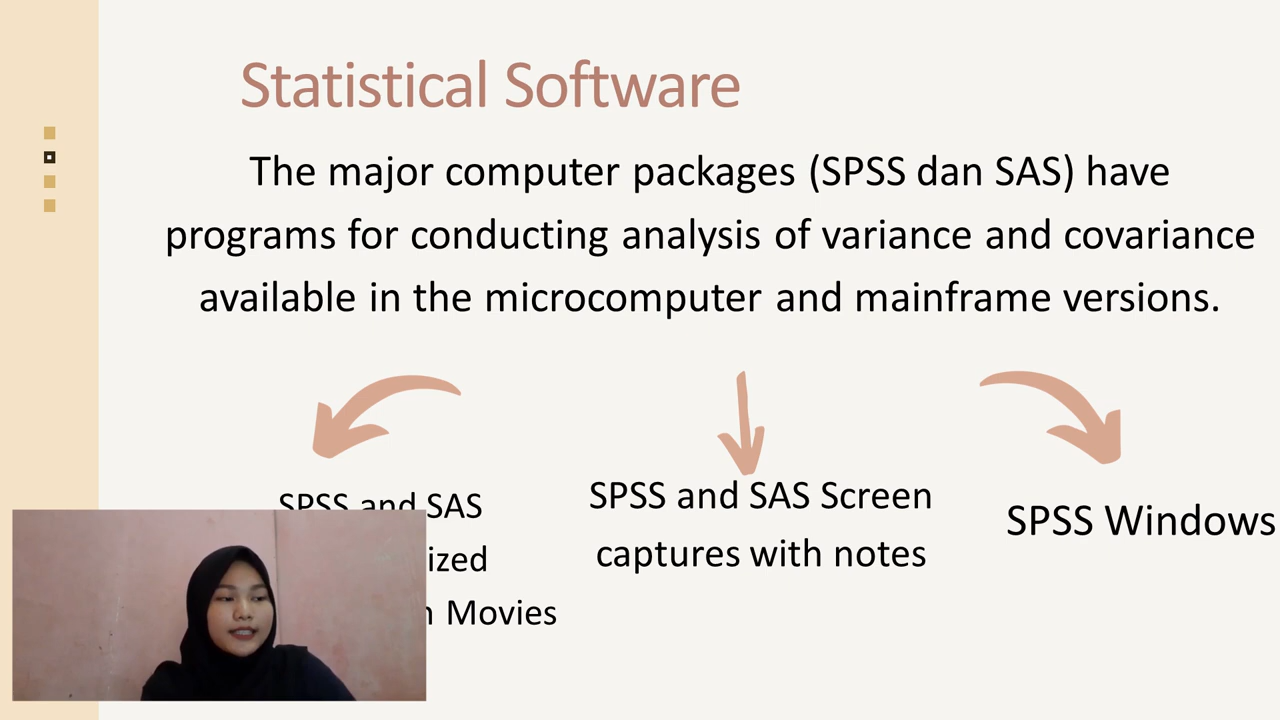 Statistical Software
The major computer packages (SPSS dan SAS) have
programs for conducting analysis of variance and covariance
available in the microcomputer and mainframe versions.
SPSS and SAS
Movies
SPSS and SAS Screen
captures with notes
SPSS Windows